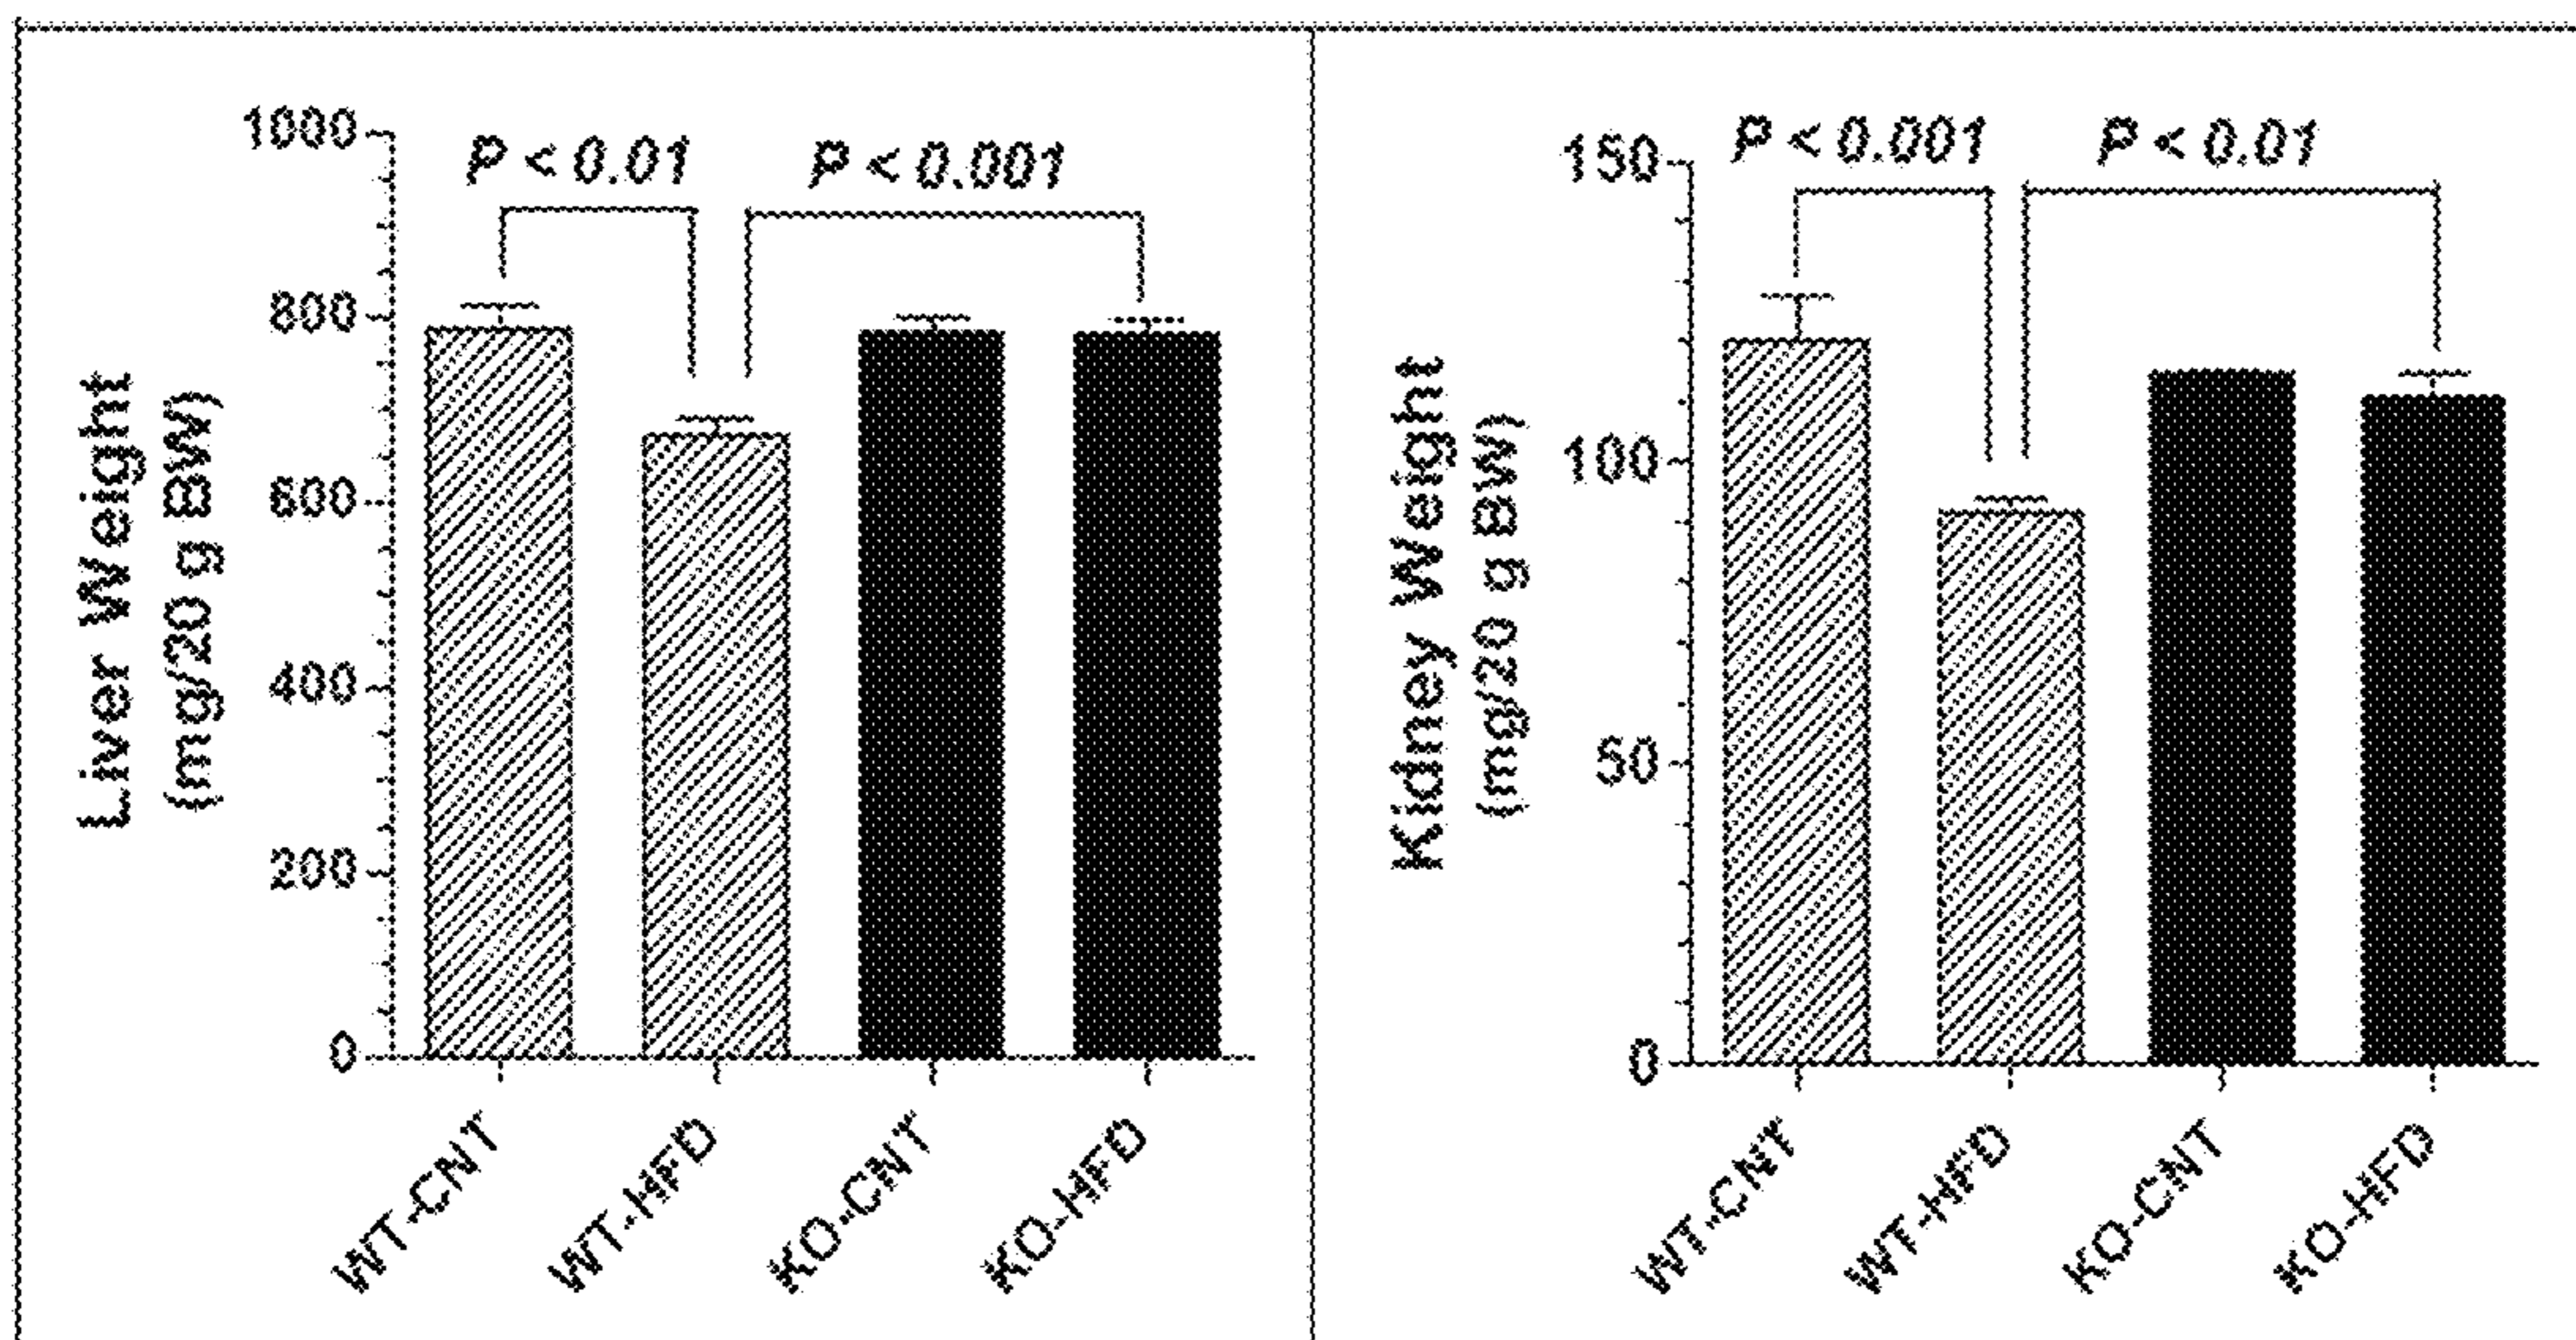 1000
800
600
400
200
0
Liver Weight
(mg/20 g BW)
P < 0.01
P < 0.001
WT-CNT
WT-HFD
KO-CNT
KO-HFD
150
100
50
0
Kidney Weight
(mg/20 g BW)
P < 0.001
P < 0.01
WT-CNT
WT-HFD
KO-CNT
KO-HFD